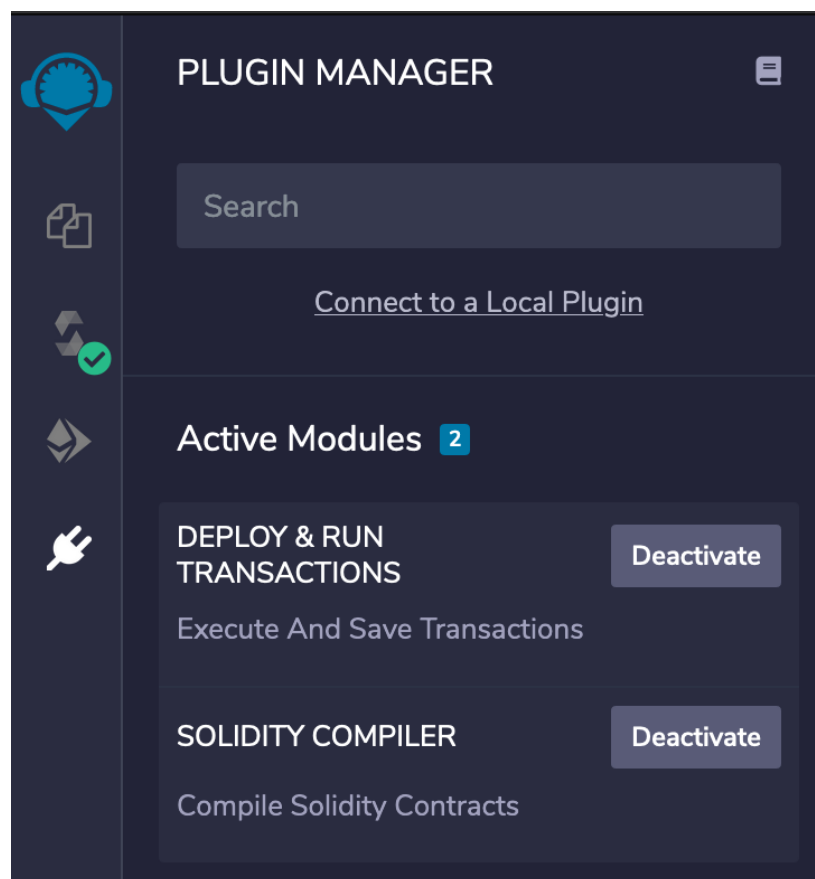 PLUGIN MANAGER
Search
Connect to a Local Plugin
Active Modules 2
DEPLOY & RUN
TRANSACTIONS
Deactivate
Execute And Save Transactions
SOLIDITY COMPILER
Deactivate
Compile Solidity Contracts